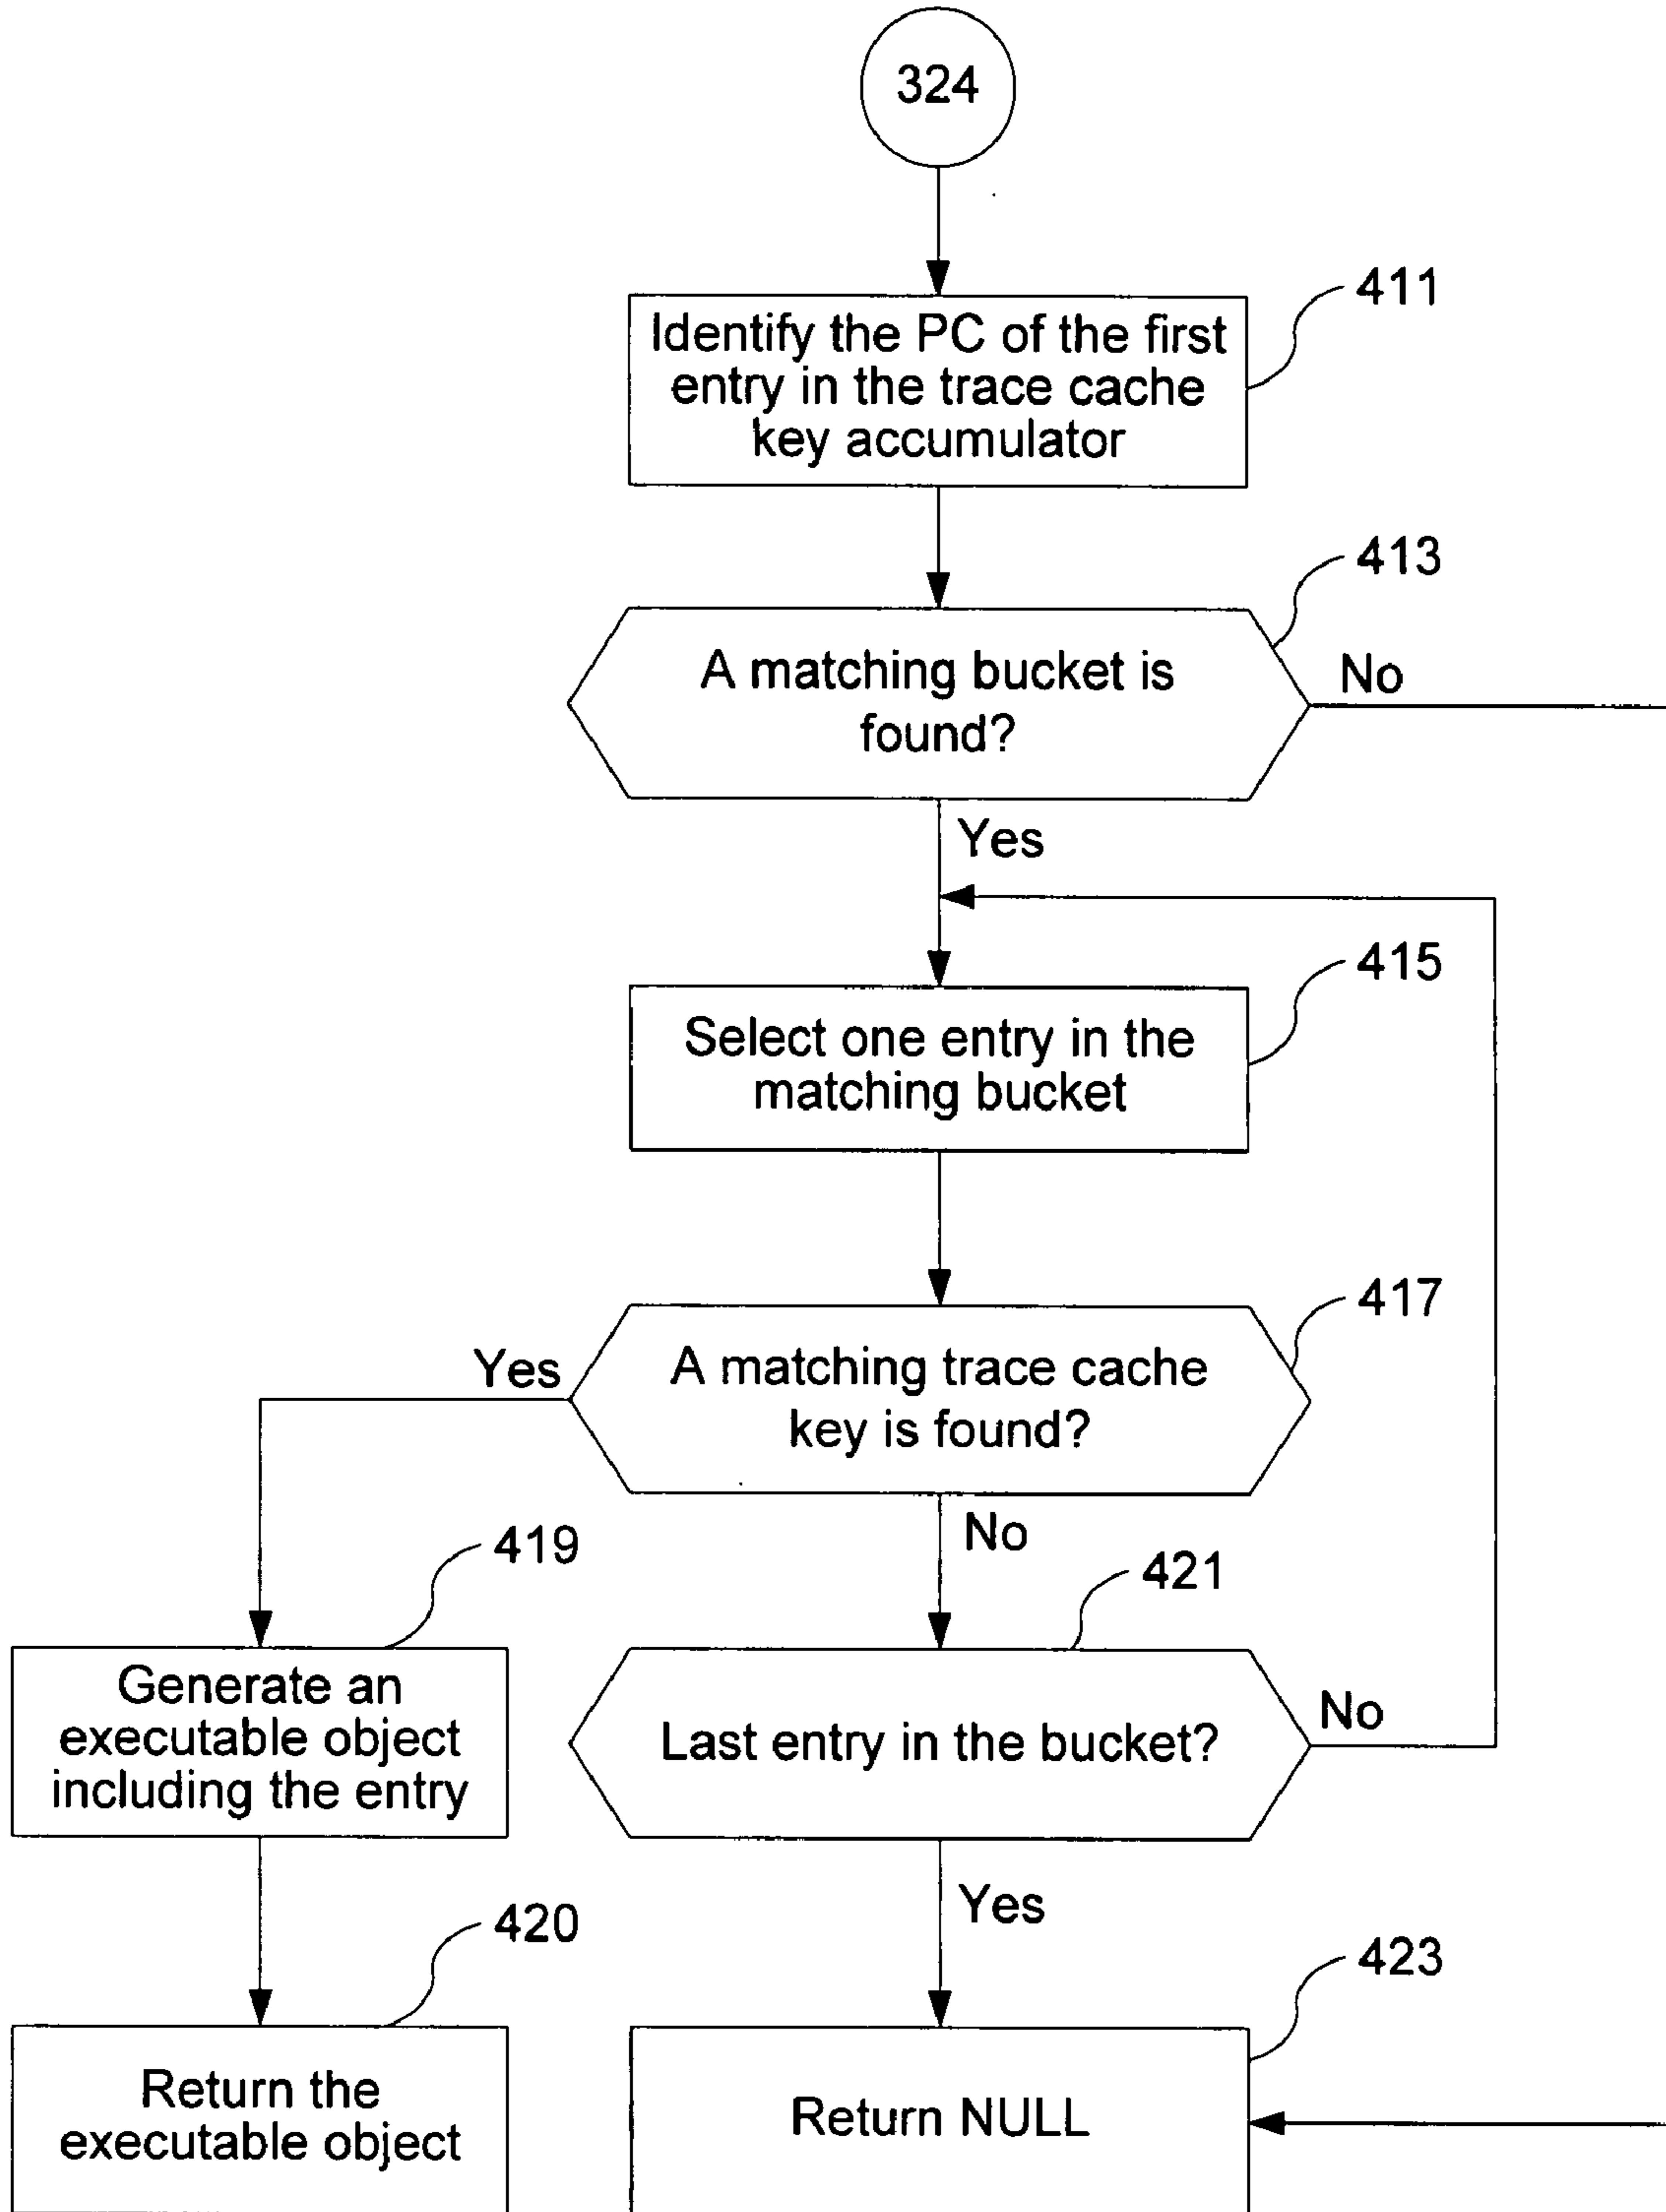 324
411
Identify the PC of the first
entry in the trace cache
key accumulator
413
A matching bucket is
found?
No
Yes
415
Select one entry in the
matching bucket
417
A matching trace cache
key is found?
Yes
No
419
421
Generate an
executable object
including the entry
Last entry in the bucket?
No
Yes
420
423
Return the
executable object
Return NULL